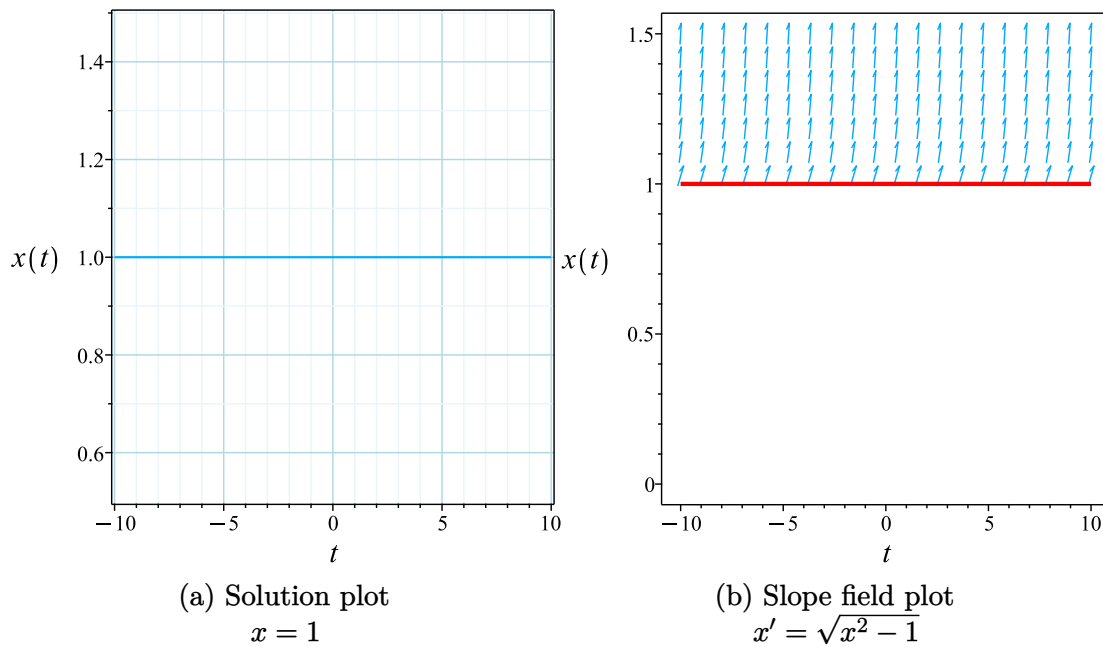 1.4
1.2
x(t)
1.0
0.8
0.6
−10
−5
0
5
10
t
(a) Solution plot
x = 1
1.5
1
x(t)
0.5
0
−10
−5
0
5
10
t
(b) Slope field plot
x′ = √(x² − 1)